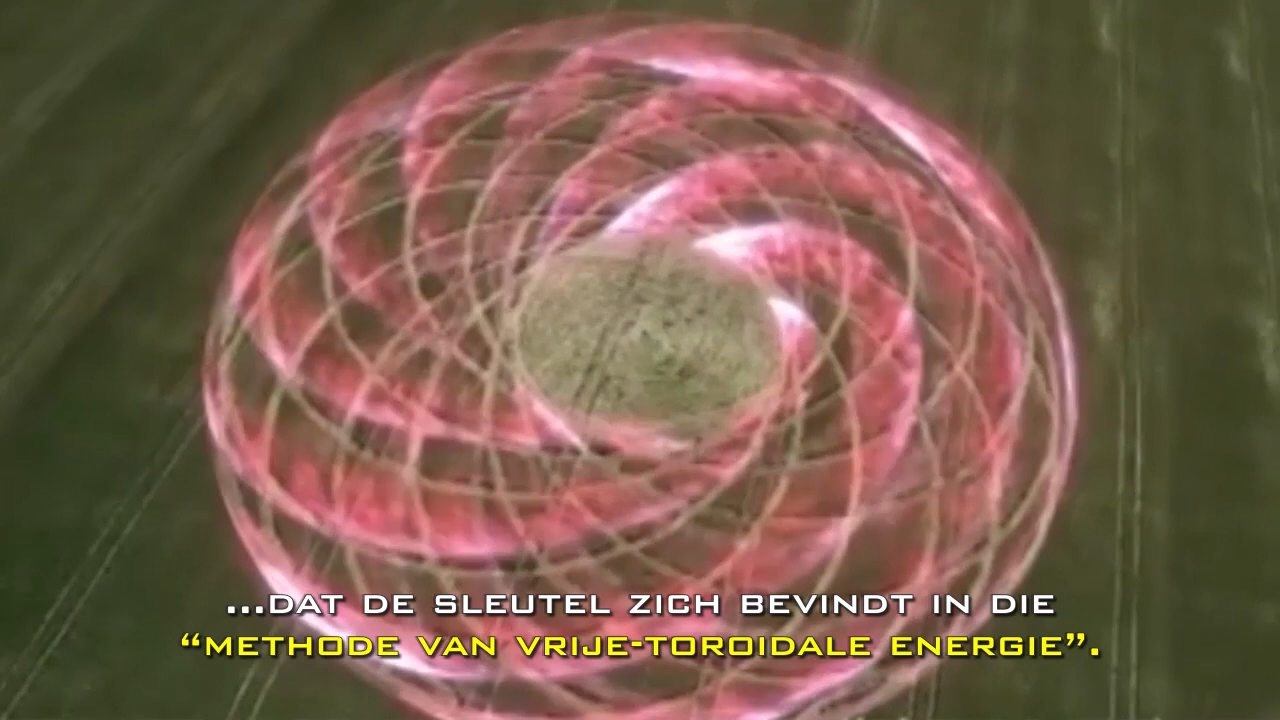 ...DAT DE SLEUTEL ZICH BEVINDT IN DIE
“METHODE VAN VRIJE-TOROIDALE ENERGIE”.